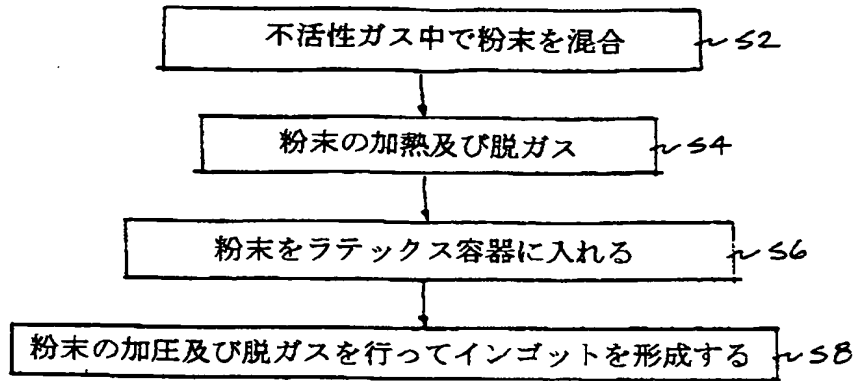 不活性ガス中で粉末を混合 S2
粉末の加熱及び脱ガス S4
粉末をラテックス容器に入れる S6
粉末の加圧及び脱ガスを行ってインゴットを形成する S8